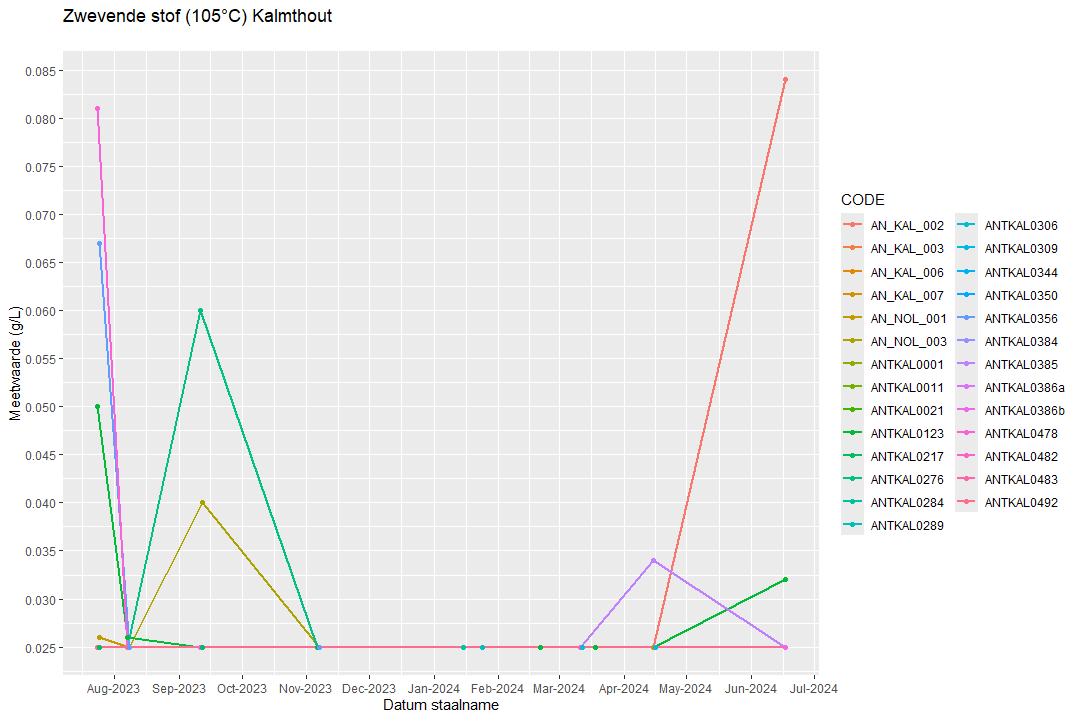 Zwevende stof (105°C) Kalmthout
Meetwaarde (g/L)
0.085
0.080
0.075
0.070
0.065
0.060
0.055
0.050
0.045
0.040
0.035
0.030
0.025
Aug-2023 Sep-2023 Oct-2023 Nov-2023 Dec-2023 Jan-2024 Feb-2024 Mar-2024 Apr-2024 May-2024 Jun-2024 Jul-2024
Datum staalname
CODE
AN_KAL_002
AN_KAL_003
AN_KAL_006
AN_KAL_007
AN_NOL_001
AN_NOL_003
ANTKAL0001
ANTKAL0011
ANTKAL0021
ANTKAL0123
ANTKAL0217
ANTKAL0276
ANTKAL0284
ANTKAL0289
ANTKAL0306
ANTKAL0309
ANTKAL0344
ANTKAL0350
ANTKAL0356
ANTKAL0384
ANTKAL0385
ANTKAL0386a
ANTKAL0386b
ANTKAL0478
ANTKAL0482
ANTKAL0483
ANTKAL0492